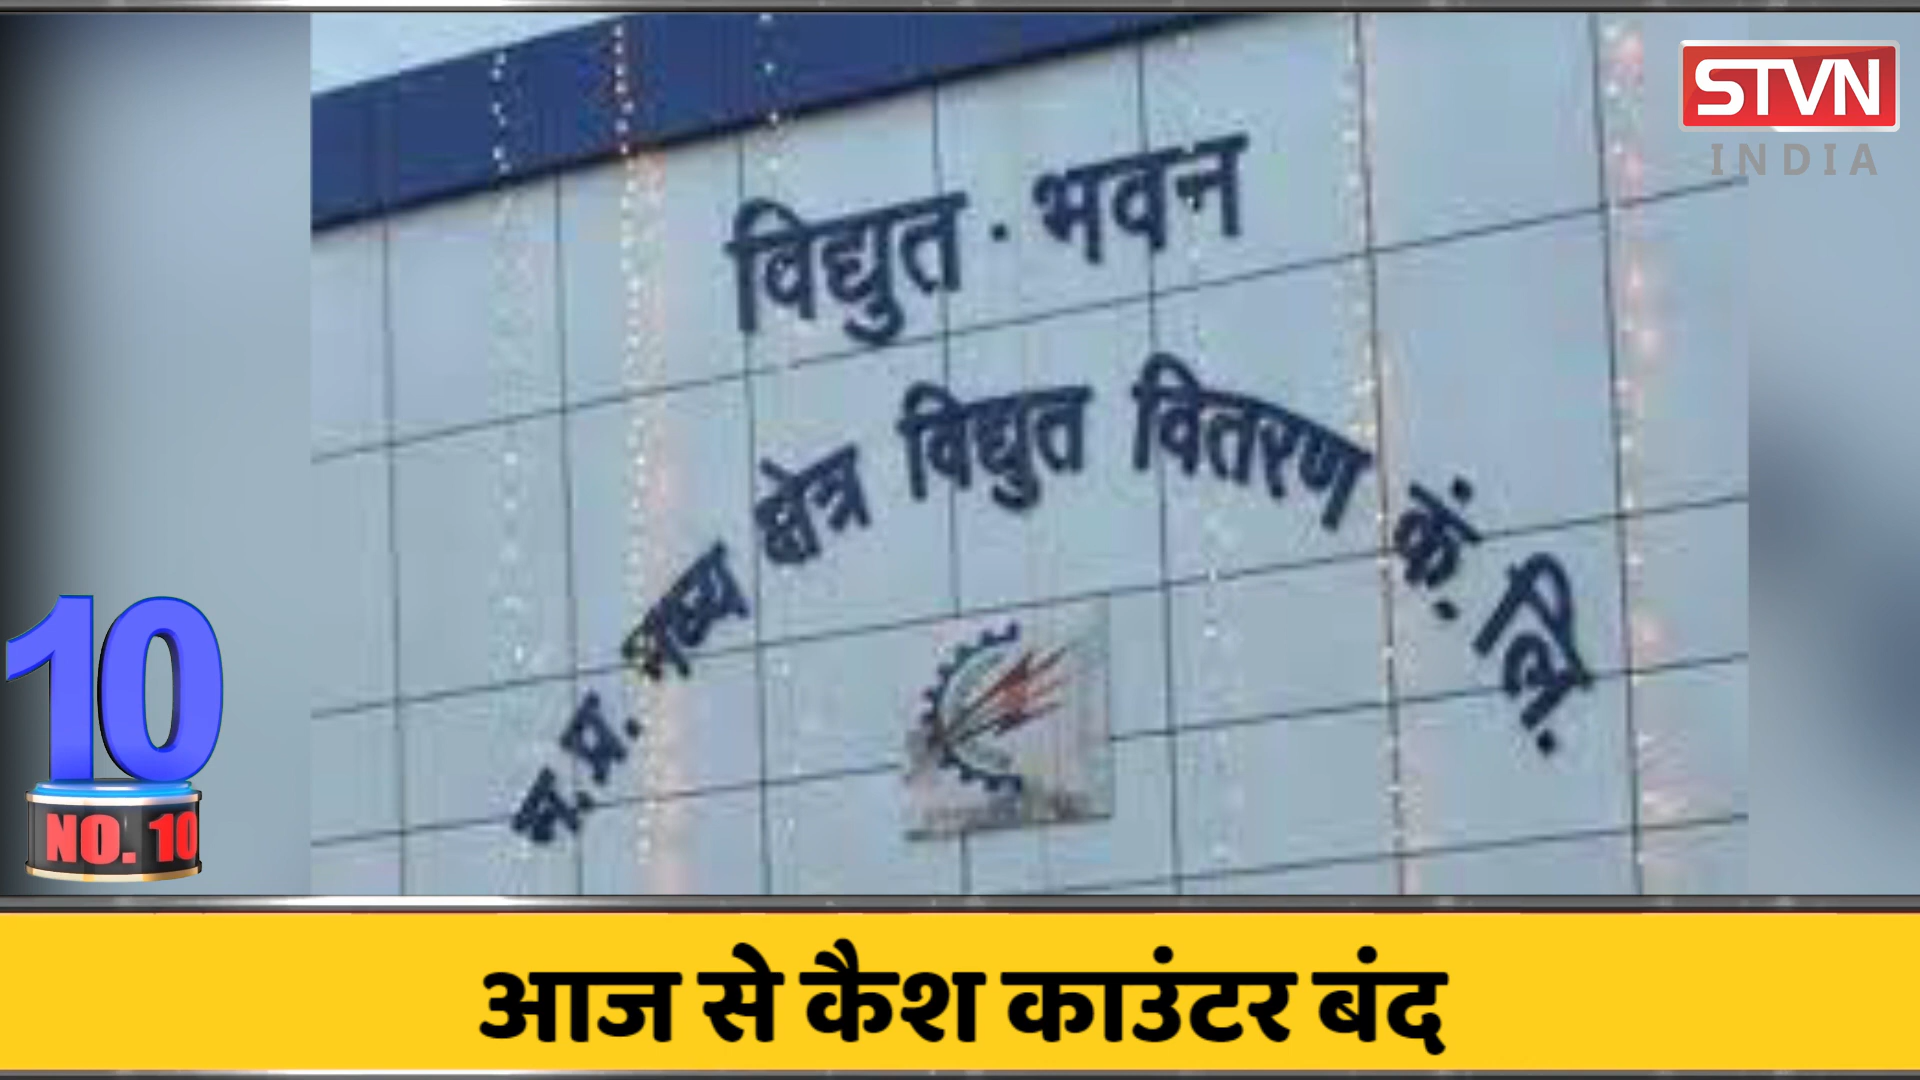 STVN
INDIA
विद्युत · भवन
म.प्र. मध्य क्षेत्र विद्युत वितरण कं. लि.
10
NO. 10
आज से कैश काउंटर बंद